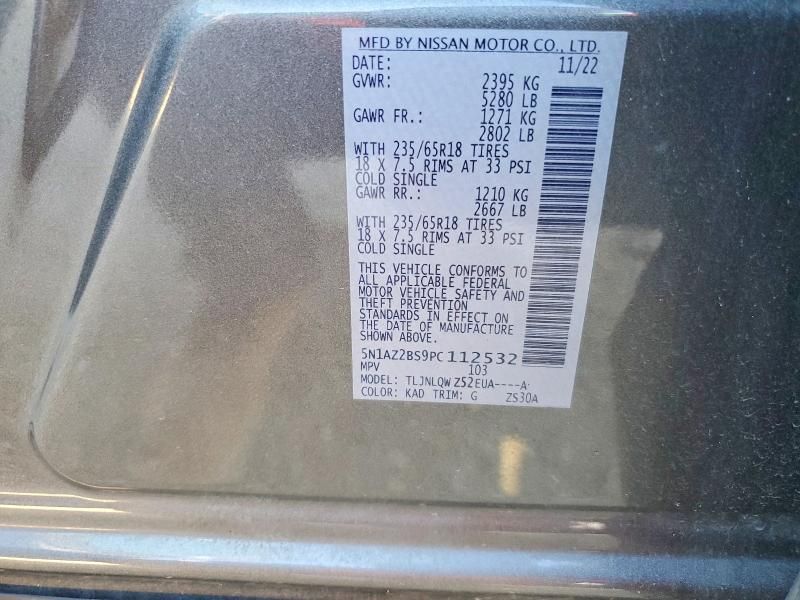 MFD BY NISSAN MOTOR CO., LTD.
DATE: 11/22
GVWR: 2395 KG
5280 LB
GAWR FR.: 1271 KG
2802 LB
WITH 235/65R18 TIRES
18 X 7.5 RIMS AT 33 PSI
COLD SINGLE
GAWR RR.: 1210 KG
2667 LB
WITH 235/65R18 TIRES
18 X 7.5 RIMS AT 33 PSI
COLD SINGLE
THIS VEHICLE CONFORMS TO
ALL APPLICABLE FEDERAL
MOTOR VEHICLE SAFETY AND
THEFT PREVENTION
STANDARDS IN EFFECT ON
THE DATE OF MANUFACTURE
SHOWN ABOVE.
5N1AZ2BS9PC112532
MPV 103
MODEL: TLJNLQW Z52EUA----A-
COLOR: KAD TRIM: G ZS30A